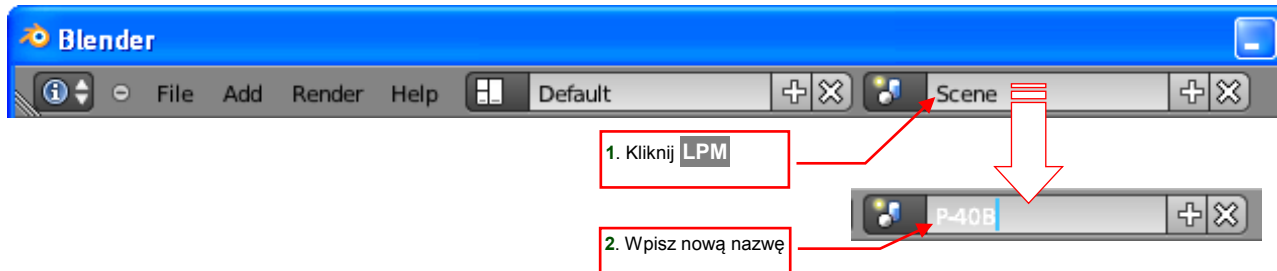 Blender
File Add Render Help Default Scene
1. Kliknij LPM
P-40B
2. Wpisz nową nazwę